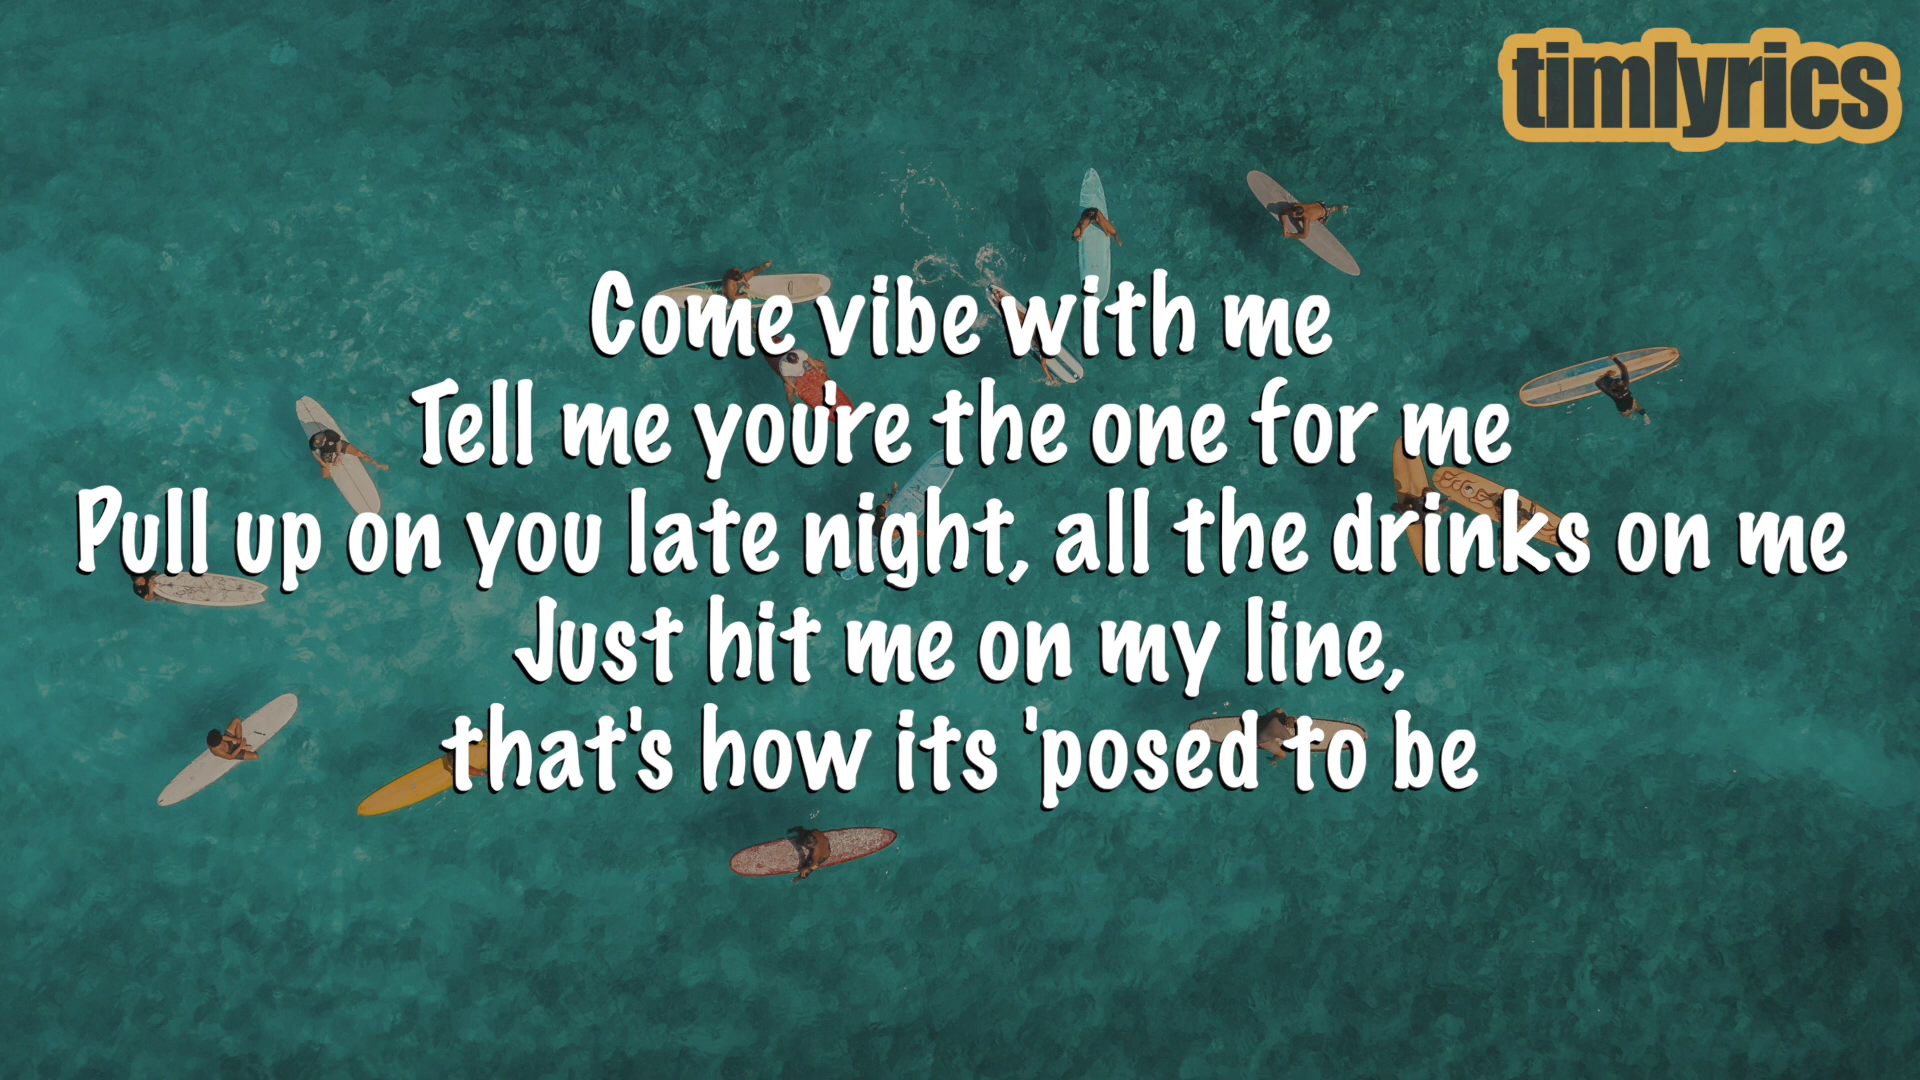 timlyrics
Come vibe with me
Tell me you're the one for me
Pull up on you late night, all the drinks on me
Just hit me on my line,
that's how its 'posed to be